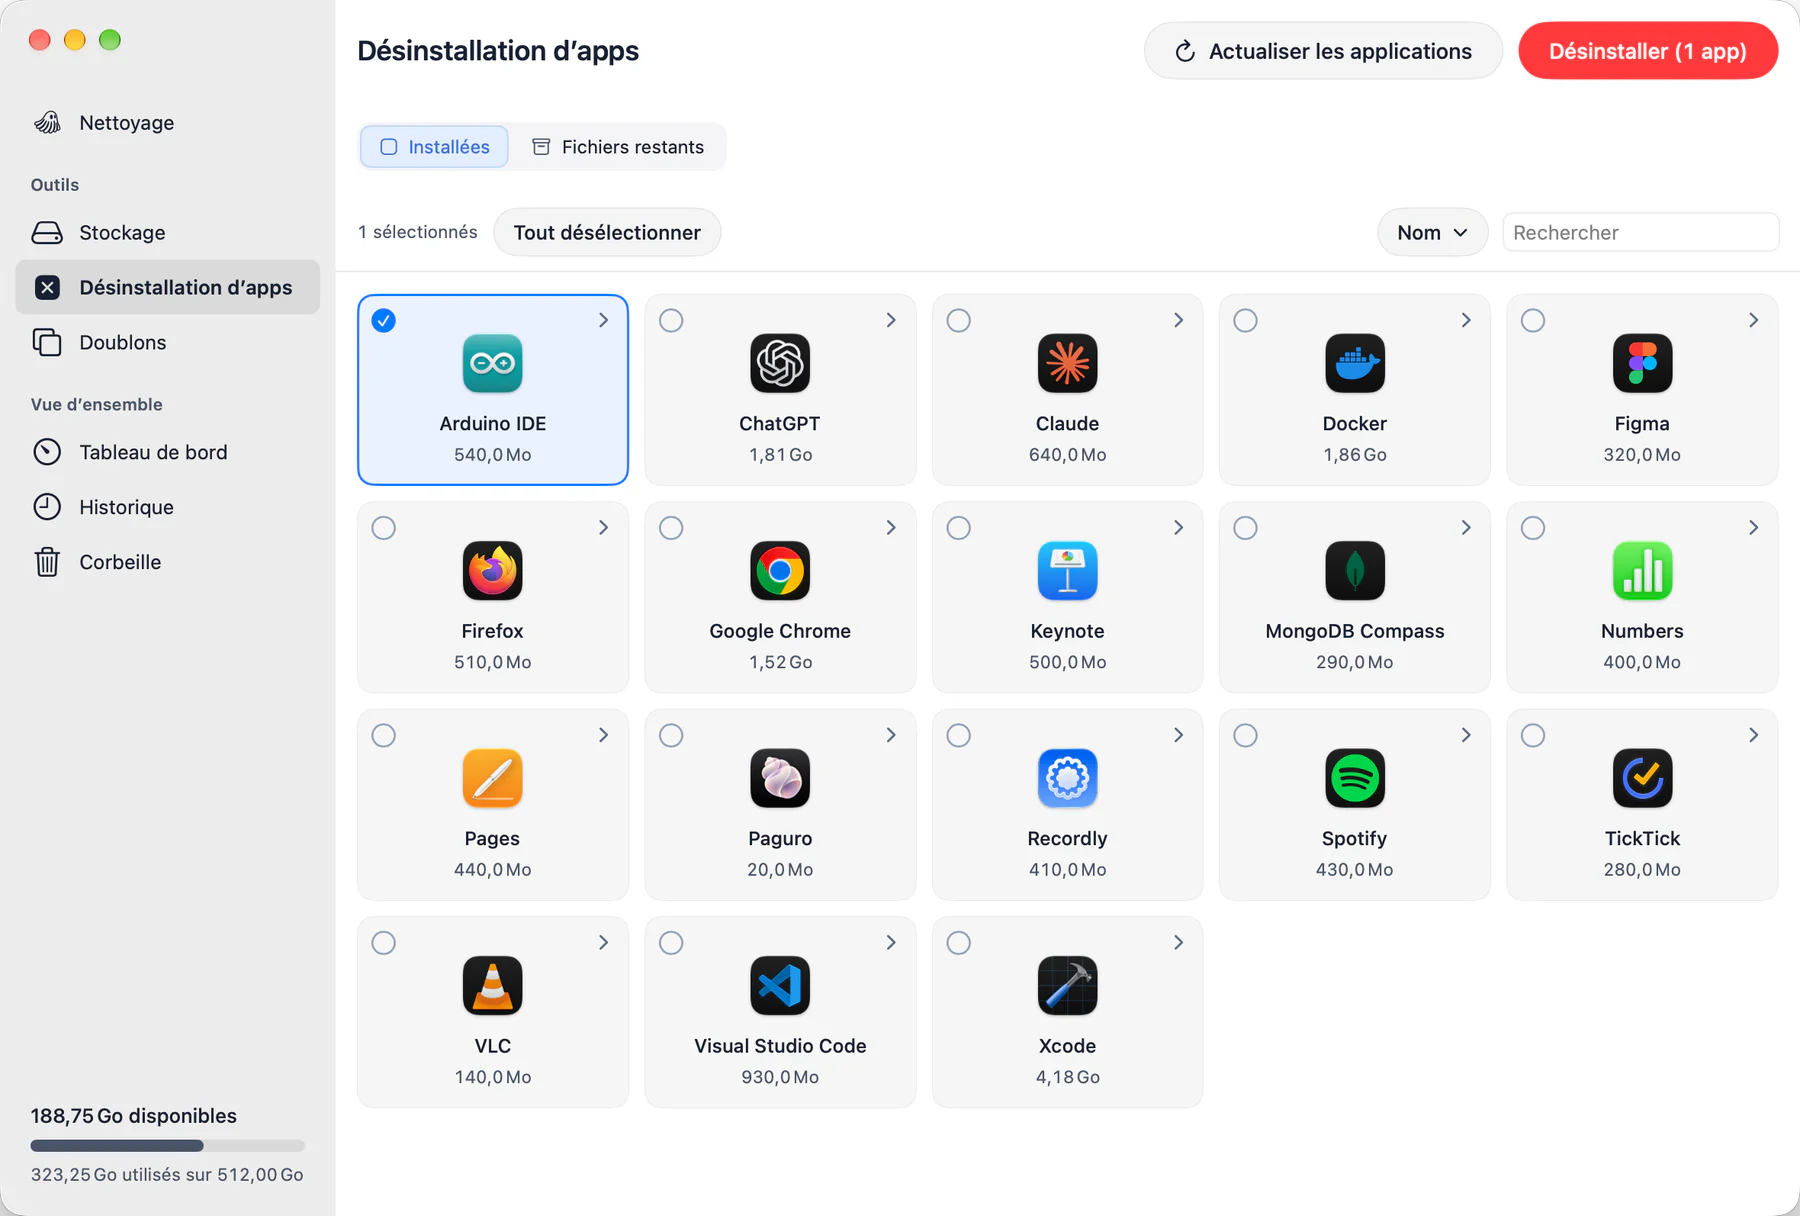 Désinstallation d’apps
Actualiser les applications
Désinstaller (1 app)
Nettoyage
Outils
Stockage
Désinstallation d’apps
Doublons
Vue d’ensemble
Tableau de bord
Historique
Corbeille
188,75 Go disponibles
323,25 Go utilisés sur 512,00 Go
Installées
Fichiers restants
1 sélectionnés
Tout désélectionner
Nom
Rechercher
Arduino IDE
540,0 Mo
ChatGPT
1,81 Go
Claude
640,0 Mo
Docker
1,86 Go
Figma
320,0 Mo
Firefox
510,0 Mo
Google Chrome
1,52 Go
Keynote
500,0 Mo
MongoDB Compass
290,0 Mo
Numbers
400,0 Mo
Pages
440,0 Mo
Paguro
20,0 Mo
Recordly
410,0 Mo
Spotify
430,0 Mo
TickTick
280,0 Mo
VLC
140,0 Mo
Visual Studio Code
930,0 Mo
Xcode
4,18 Go